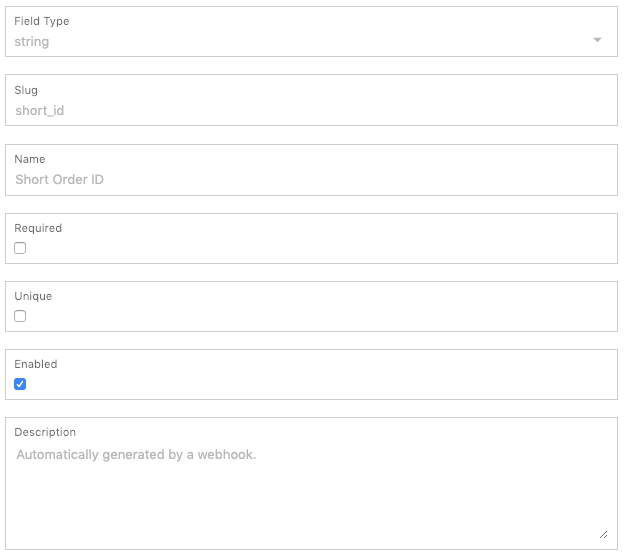 Field Type
string
Slug
short_id
Name
Short Order ID
Required
Unique
Enabled
Description
Automatically generated by a webhook.